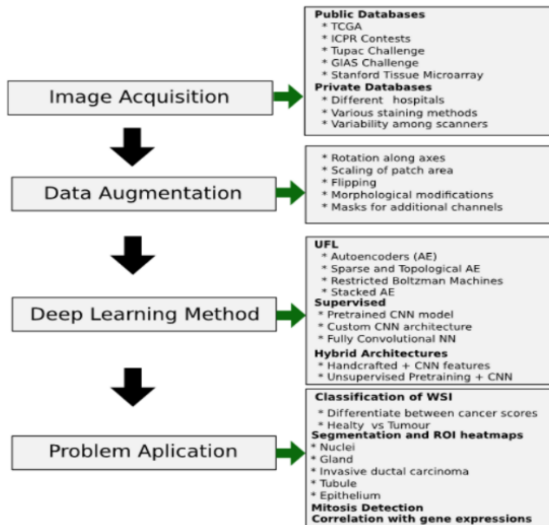 Public Databases
* TCGA
* ICPR Contests
* Tupac Challenge
* GlAS Challenge
* Stanford Tissue Microarray
Private Databases
* Different hospitals
* Various staining methods
* Variability among scanners
Image Acquisition
* Rotation along axes
* Scaling of patch area
* Flipping
* Morphological modifications
* Masks for additional channels
Data Augmentation
UFL
* Autoencoders (AE)
* Sparse and Topological AE
* Restricted Boltzman Machines
* Stacked AE
Supervised
* Pretrained CNN model
* Custom CNN architecture
* Fully Convolutional NN
Hybrid Architectures
* Handcrafted + CNN features
* Unsupervised Pretraining + CNN
Deep Learning Method
Classification of WSI
* Differentiate between cancer scores
* Healty vs Tumour
Segmentation and ROI heatmaps
* Nuclei
* Gland
* Invasive ductal carcinoma
* Tubule
* Epithelium
Mitosis Detection
Correlation with gene expressions
Problem Aplication